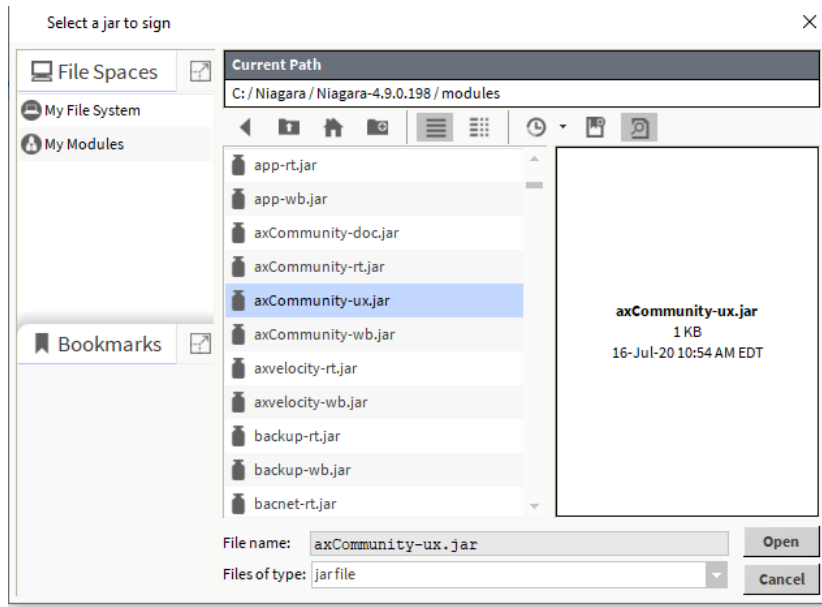 Select a jar to sign
File Spaces
My File System
My Modules
Bookmarks
Current Path
C: / Niagara / Niagara-4.9.0.198 / modules
app-rt.jar
app-wb.jar
axCommunity-doc.jar
axCommunity-rt.jar
axCommunity-ux.jar
axCommunity-wb.jar
axvelocity-rt.jar
axvelocity-wb.jar
backup-rt.jar
backup-wb.jar
bacnet-rt.jar
axCommunity-ux.jar
1 KB
16-Jul-20 10:54 AM EDT
File name: axCommunity-ux.jar Open
Files of type: jar file Cancel